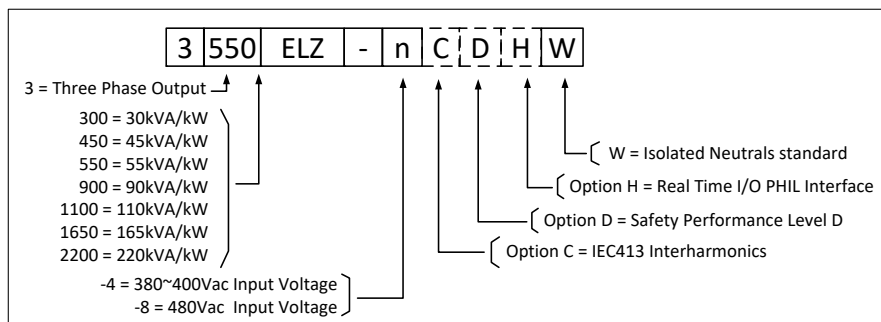 3 550 ELZ - n C D H W
3 = Three Phase Output
300 = 30kVA/kW
450 = 45kVA/kW
550 = 55kVA/kW
900 = 90kVA/kW
1100 = 110kVA/kW
1650 = 165kVA/kW
2200 = 220kVA/kW
W = Isolated Neutrals standard
Option H = Real Time I/O PHIL Interface
Option D = Safety Performance Level D
Option C = IEC413 Interharmonics
-4 = 380~400Vac Input Voltage
-8 = 480Vac Input Voltage